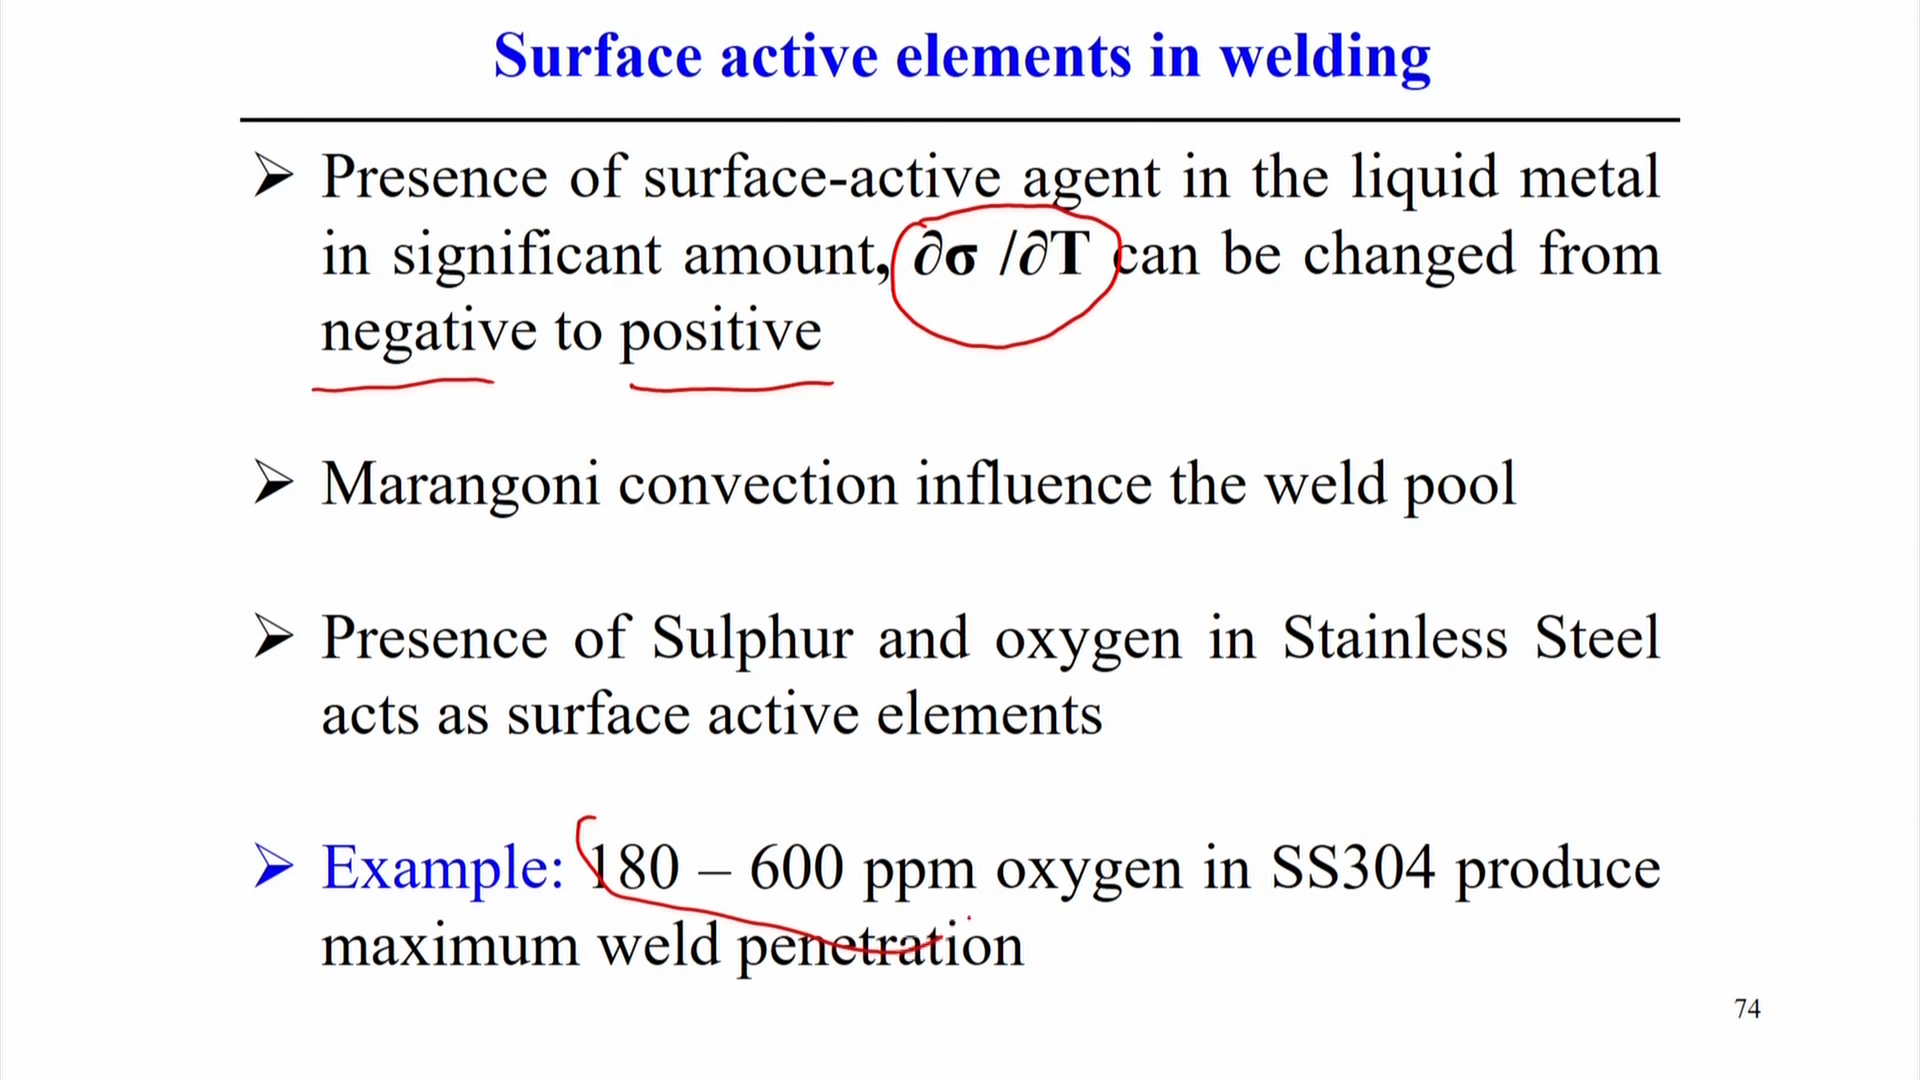 Surface active elements in welding
➢ Presence of surface-active agent in the liquid metal
in significant amount, ∂σ /∂T can be changed from
negative to positive
➢ Marangoni convection influence the weld pool
➢ Presence of Sulphur and oxygen in Stainless Steel
acts as surface active elements
➢ Example: 180 – 600 ppm oxygen in SS304 produce
maximum weld penetration
74